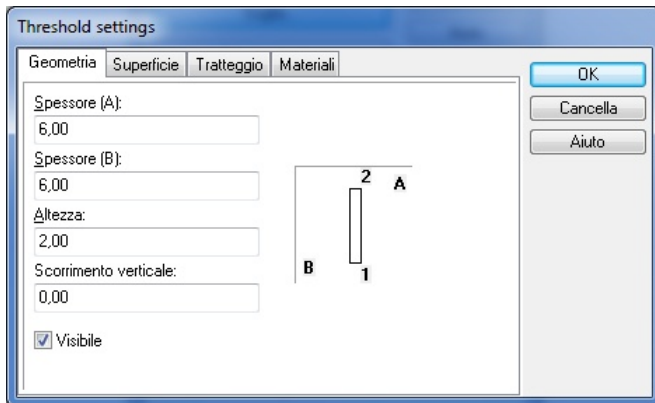 Threshold settings
Geometria Superficie Tratteggio Materiali
Spessore (A):
6,00
Spessore (B):
6,00
Altezza:
2,00
Scorrimento verticale:
0,00
Visibile
2 A
B 1
OK
Cancella
Aiuto